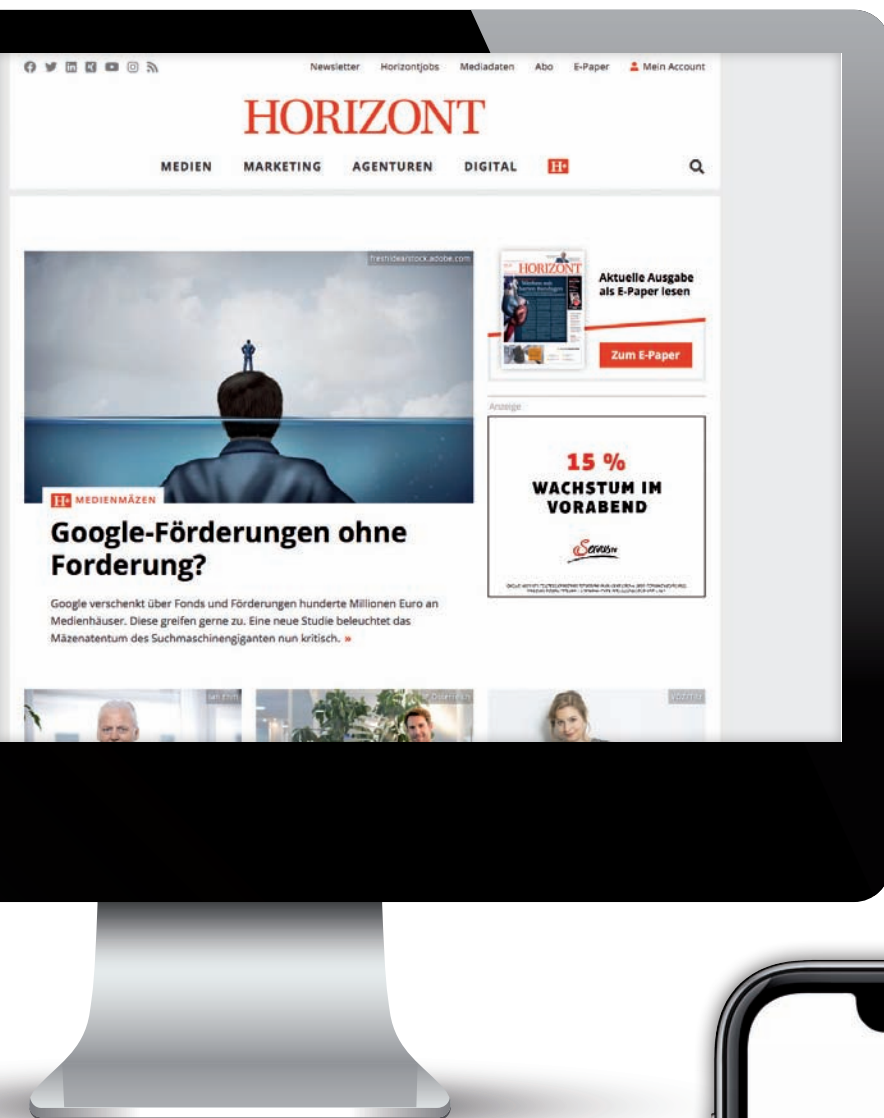 Newsletter Horizontjobs Mediadaten Abo E-Paper Mein Account
HORIZONT
MEDIEN MARKETING AGENTUREN DIGITAL H+
freshidearstock.adobe.com
H+ MEDIENMÄZEN
Google-Förderungen ohne
Forderung?
Google verschenkt über Fonds und Förderungen hunderte Millionen Euro an
Medienhäuser. Diese greifen gerne zu. Eine neue Studie beleuchtet das
Mäzenatentum des Suchmaschinengiganten nun kritisch. »
HORIZONT
Aktuelle Ausgabe
als E-Paper lesen
Zum E-Paper
Anzeige
15 %
WACHSTUM IM
VORABEND
ServusTV